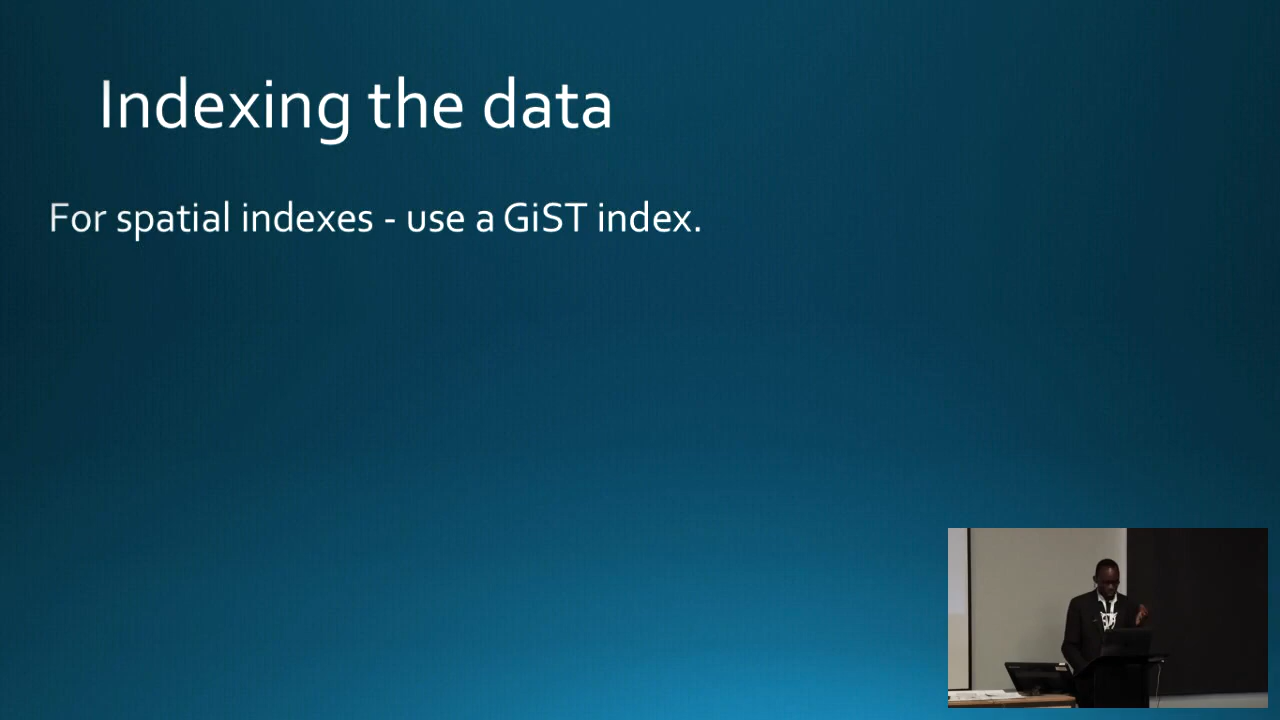 Indexing the data
For spatial indexes - use a GiST index.